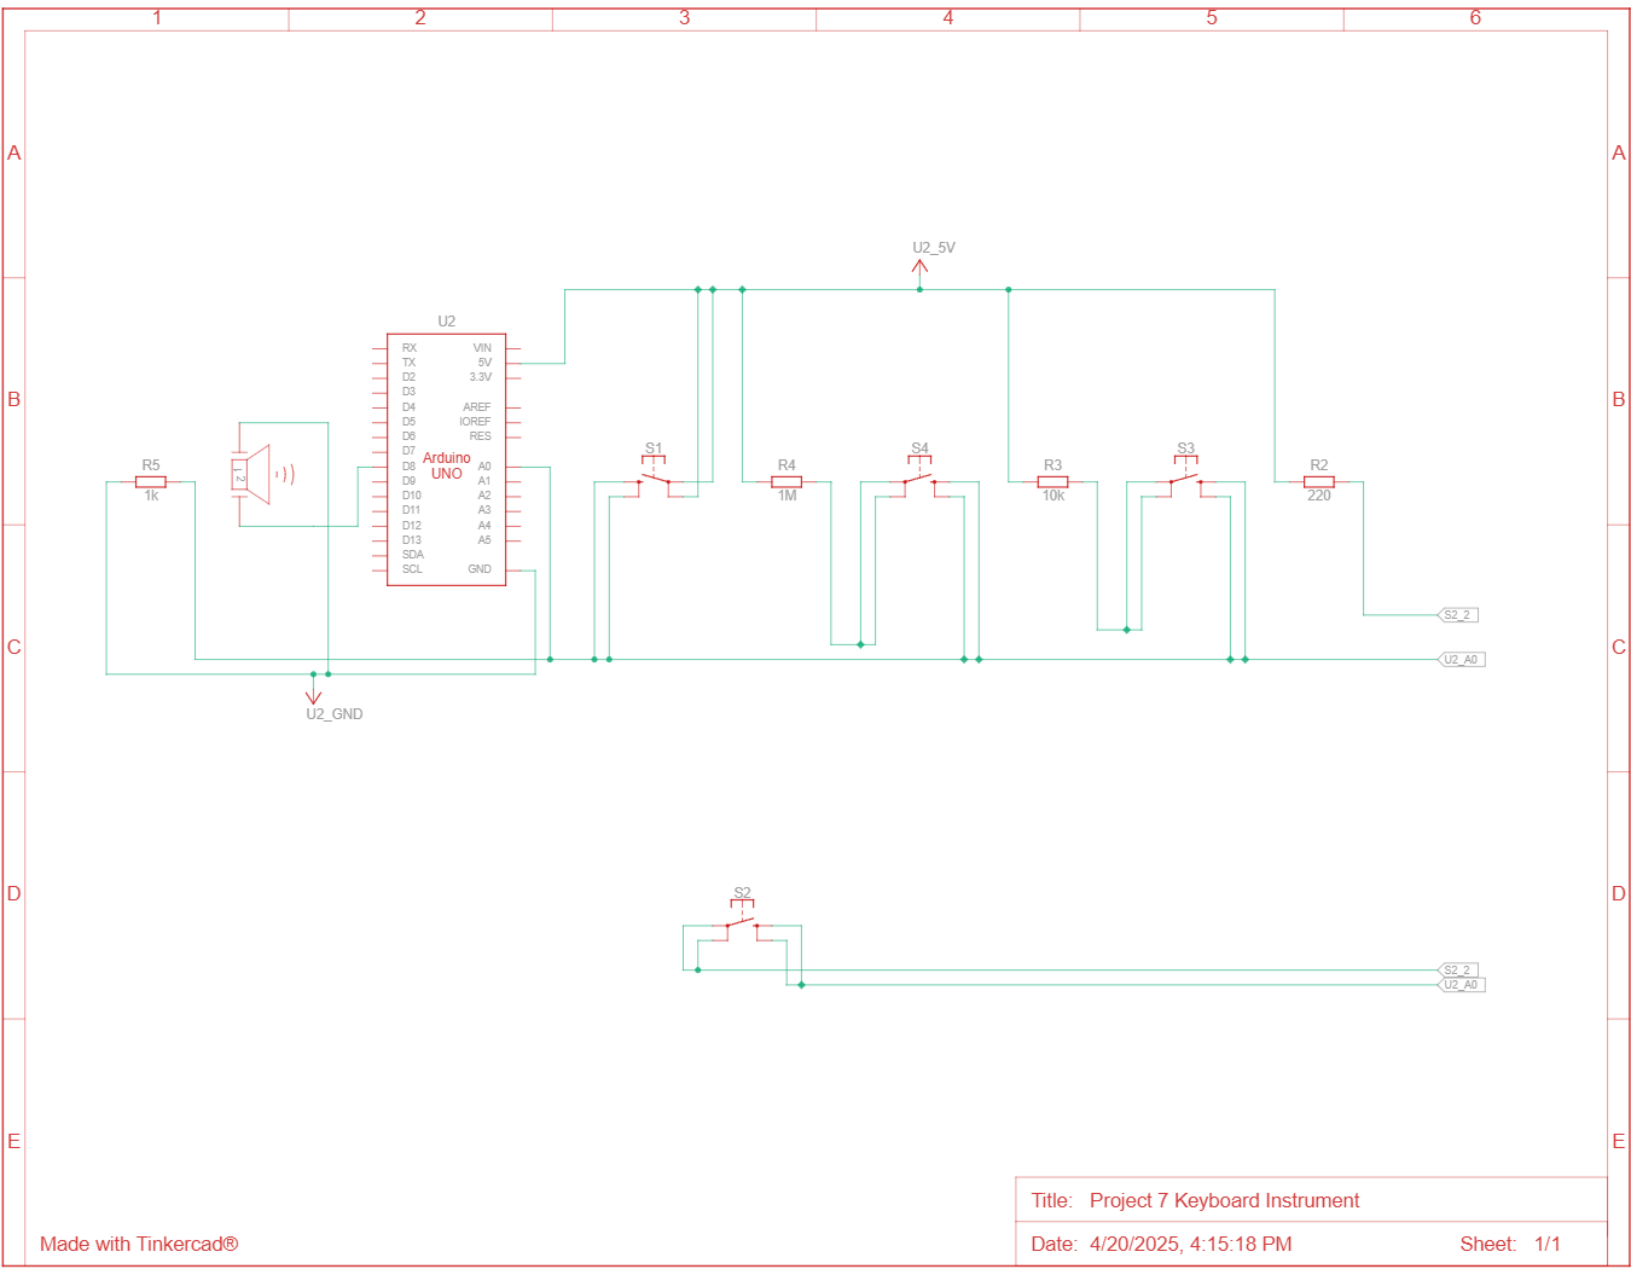 1 2 3 4 5 6
A A
U2_5V
U2
RX VIN
TX 5V
D2 3.3V
D3
B B
D4 AREF
D5 IOREF
D6 RES
D7
S1 S4 S3
Arduino
UNO
R5 R4 R3 R2
1k 1M 10k 220
1 2
D8 A0
D9 A1
D10 A2
D11 A3
D12 A4
D13 A5
SDA
SCL GND
S2_2
C C
U2_A0
U2_GND
D D
S2
S2_2
U2_A0
E E
Title: Project 7 Keyboard Instrument
Made with Tinkercad®
Date: 4/20/2025, 4:15:18 PM Sheet: 1/1